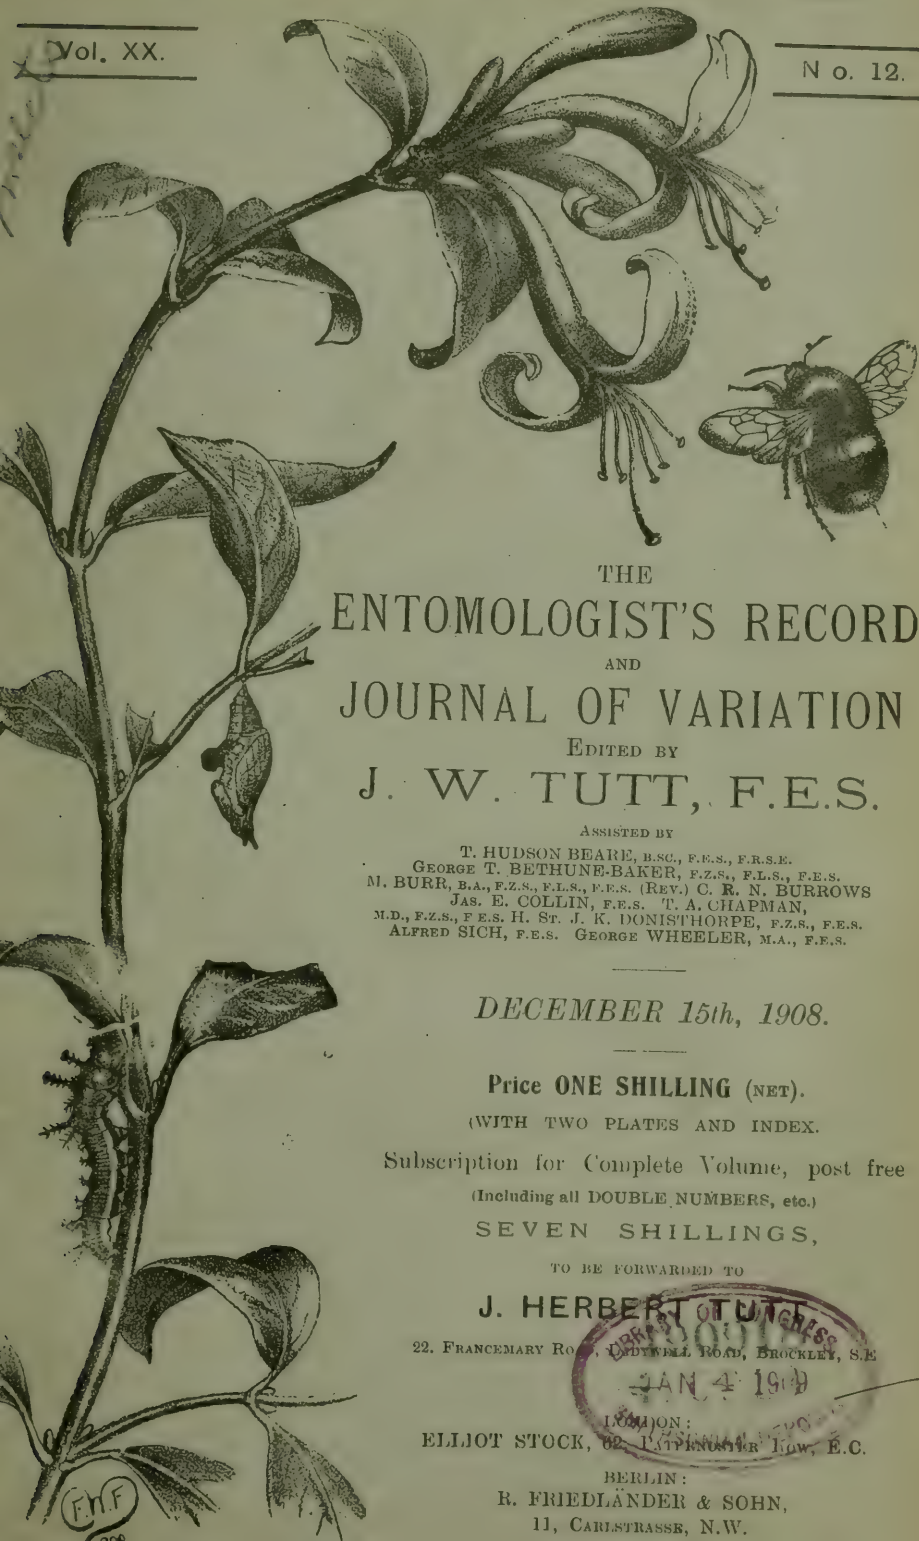 Vol. XX.
No. 12.
THE
ENTOMOLOGIST'S RECORD
AND
JOURNAL OF VARIATION
EDITED BY
J. W. TUTT, F.E.S.
ASSISTED BY
T. HUDSON BEARE, B.SC., F.E.S., F.R.S.E.
GEORGE T. BETHUNE-BAKER, F.Z.S., F.L.S., F.E.S.
M. BURR, B.A., F.Z.S., F.L.S., F.E.S. (REV.) C. R. N. BURROWS
JAS. E. COLLIN, F.E.S. T. A. CHAPMAN,
M.D., F.Z.S., F.E.S. H. ST. J. K. DONISTHORPE, F.Z.S., F.E.S.
ALFRED SICH, F.E.S. GEORGE WHEELER, M.A., F.E.S.
DECEMBER 15th, 1908.
Price ONE SHILLING (NET).
(WITH TWO PLATES AND INDEX.
Subscription for Complete Volume, post free
(Including all DOUBLE NUMBERS, etc.)
SEVEN SHILLINGS,
TO BE FORWARDED TO
J. HERBERT TUTT
22. FRANCEMARY ROAD, LADYWELL ROAD, BROCKLEY, S.E
LIBRARY OF CONGRESS
JAN 4 1909
LONDON:
ELLIOT STOCK, 62, PATERNOSTER ROW, E.C.
BERLIN:
R. FRIEDLÄNDER & SOHN,
11, CARLSTRASSE, N.W.
F.W.F